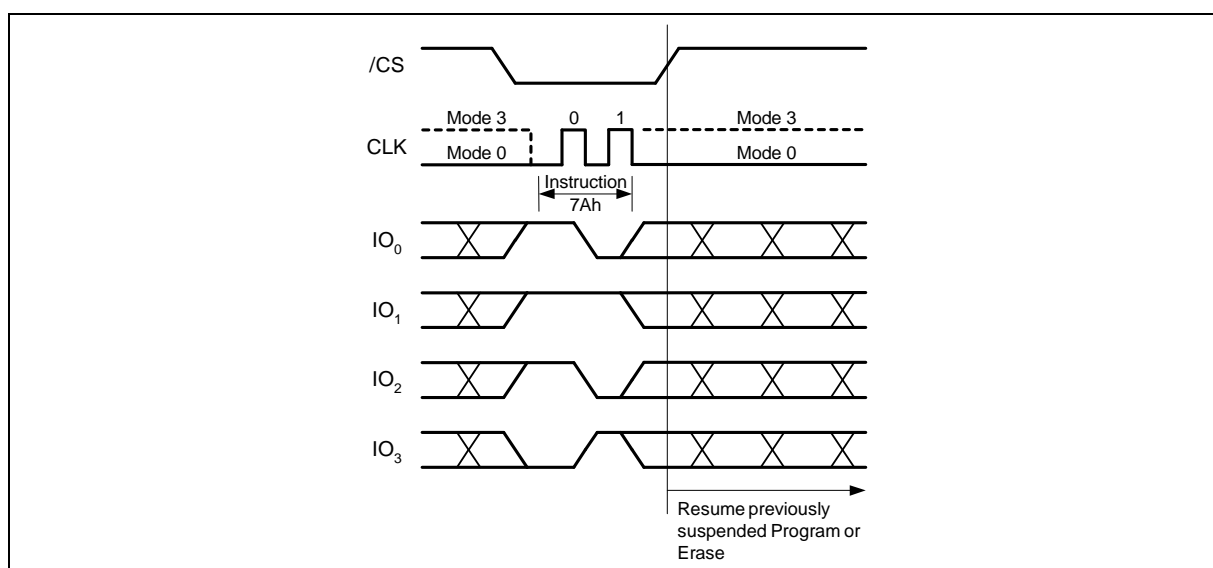 /CS
Mode 3 0 1 Mode 3
CLK Mode 0 Mode 0
Instruction
7Ah
IO0
IO1
IO2
IO3
Resume previously
suspended Program or
Erase